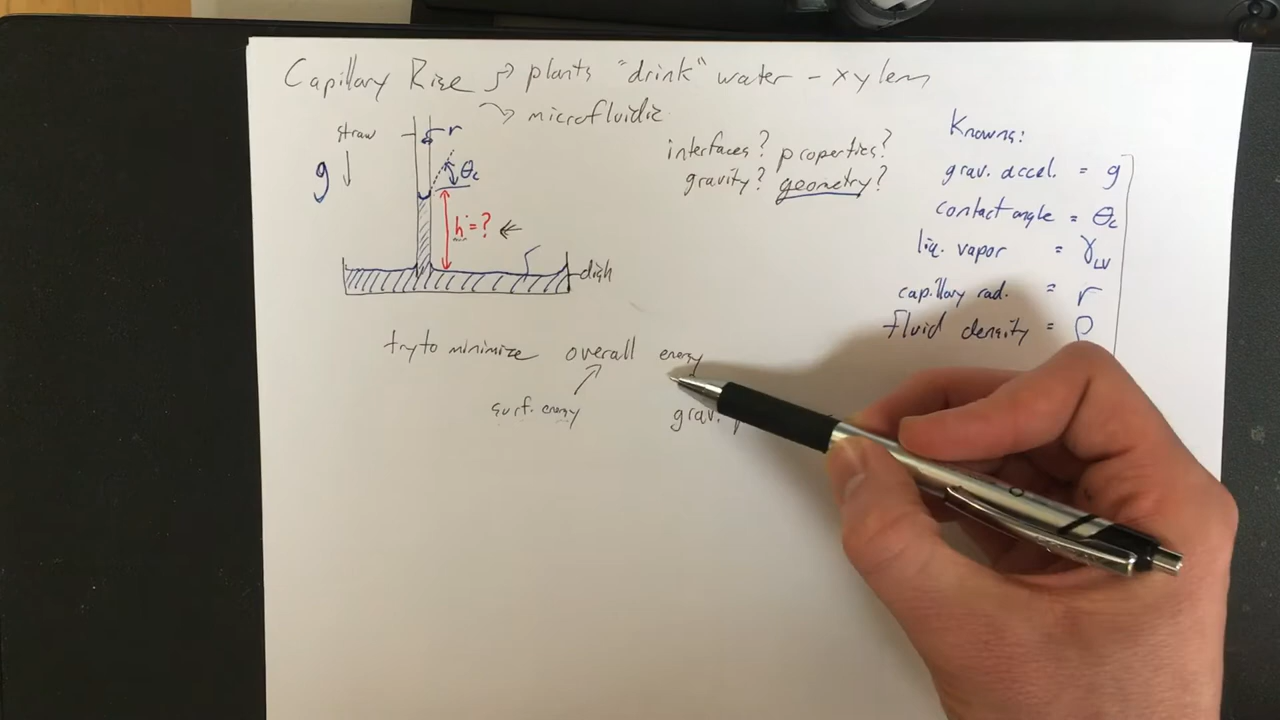 Capillary Rise → plants "drink" water - xylem
→ microfluidic
straw
r
g
θc
h = ?
dish
interfaces? properties?
gravity? geometry?
Knowns:
grav. accel. = g
contact angle = θc
liq. vapor = γLV
capillary rad. = r
fluid density = ρ
try to minimize overall energy
surf. energy
grav.